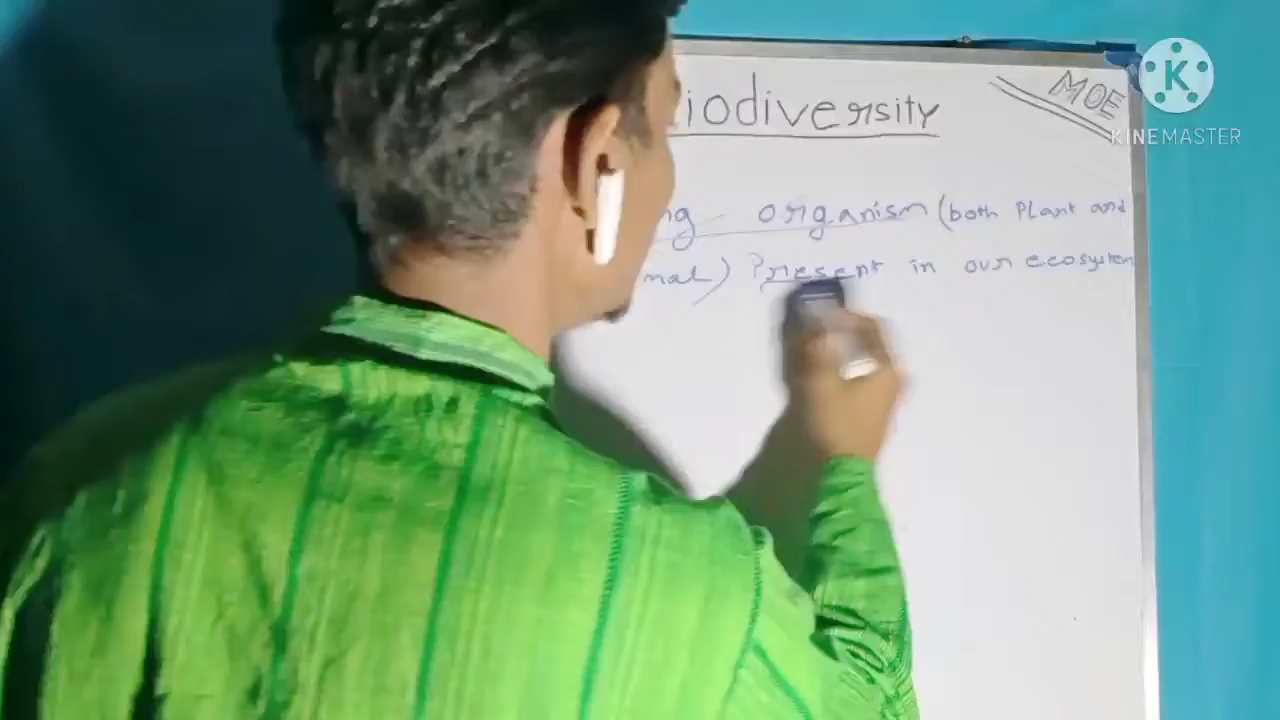 iodiversity
MOE
KINEMASTER
ng organism (both Plant and
mal) Present in our ecosystem